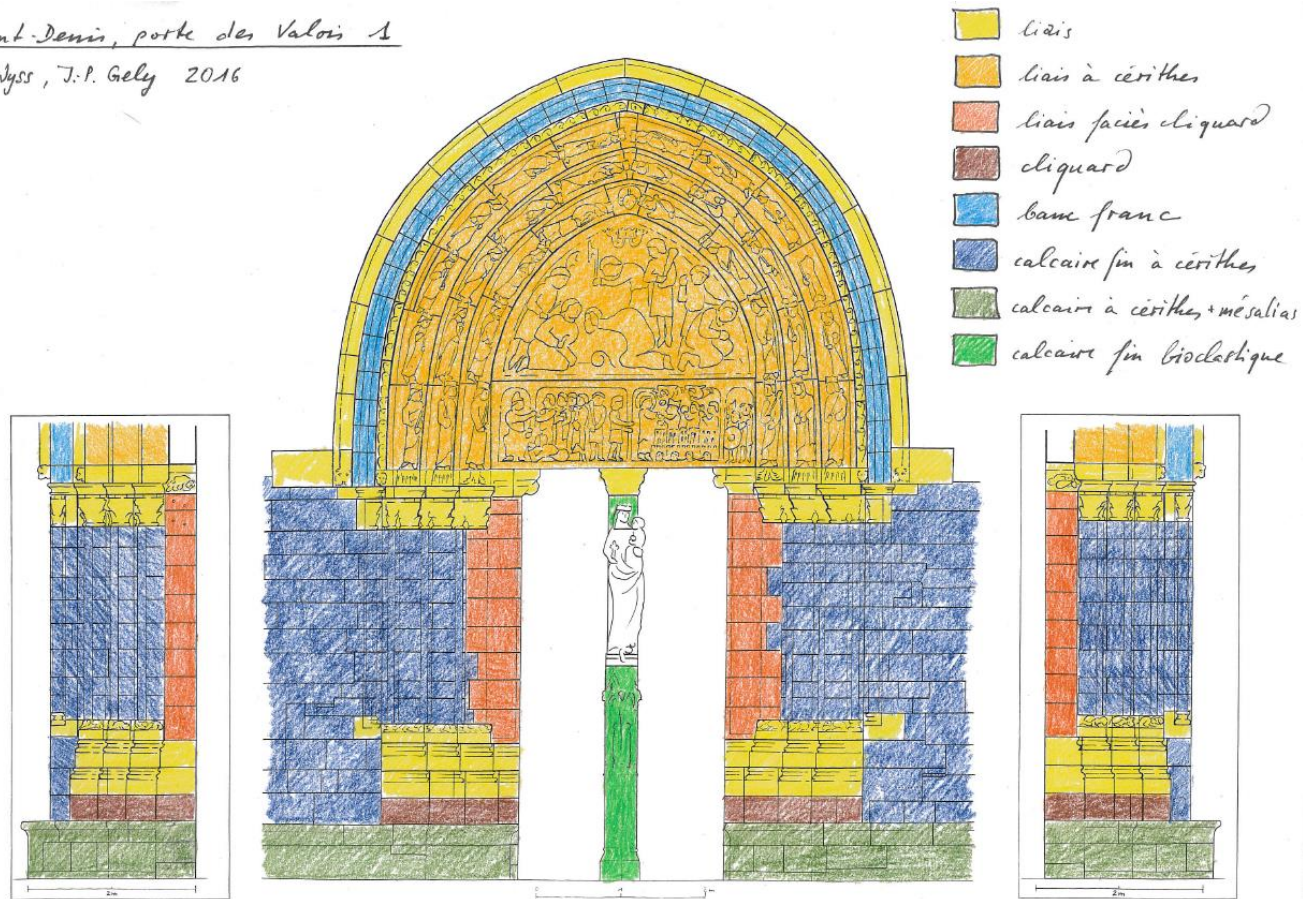 nt-Denis, porte des Valois 1
Wyss, J.-P. Gely 2016
liais
liais à cérithes
liais faciès cliquard
cliquard
banc franc
calcaire fin à cérithes
calcaire à cérithes + mésalias
calcaire fin bioclastique
2m
1
2m